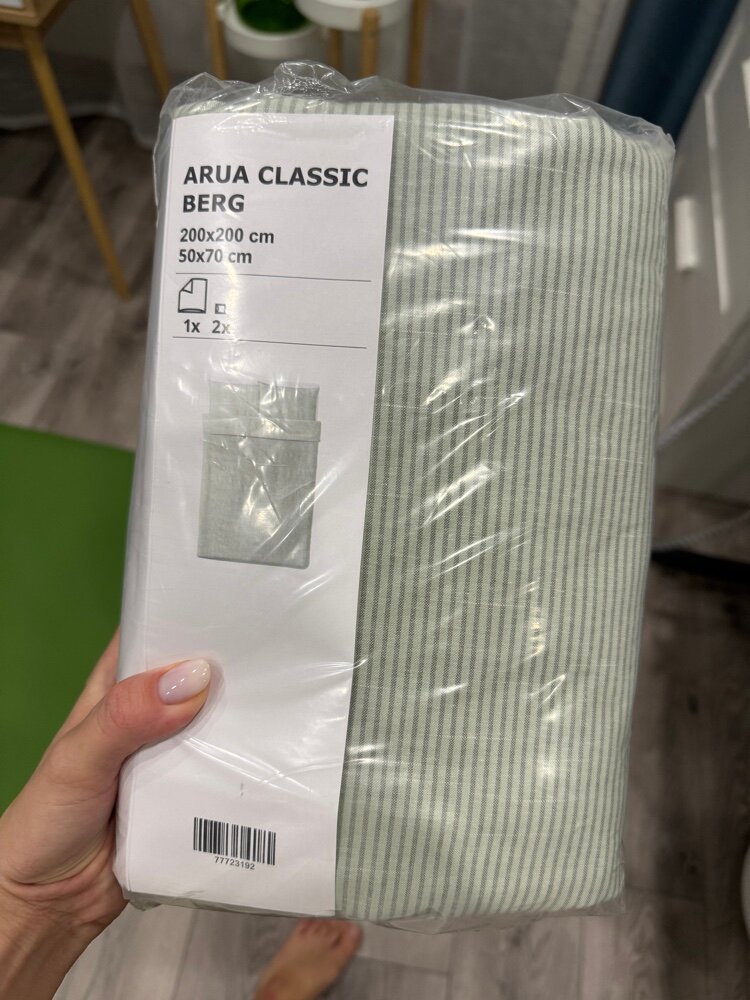 ARUA CLASSIC
BERG
200x200 cm
50x70 cm
1x 2x
77723192